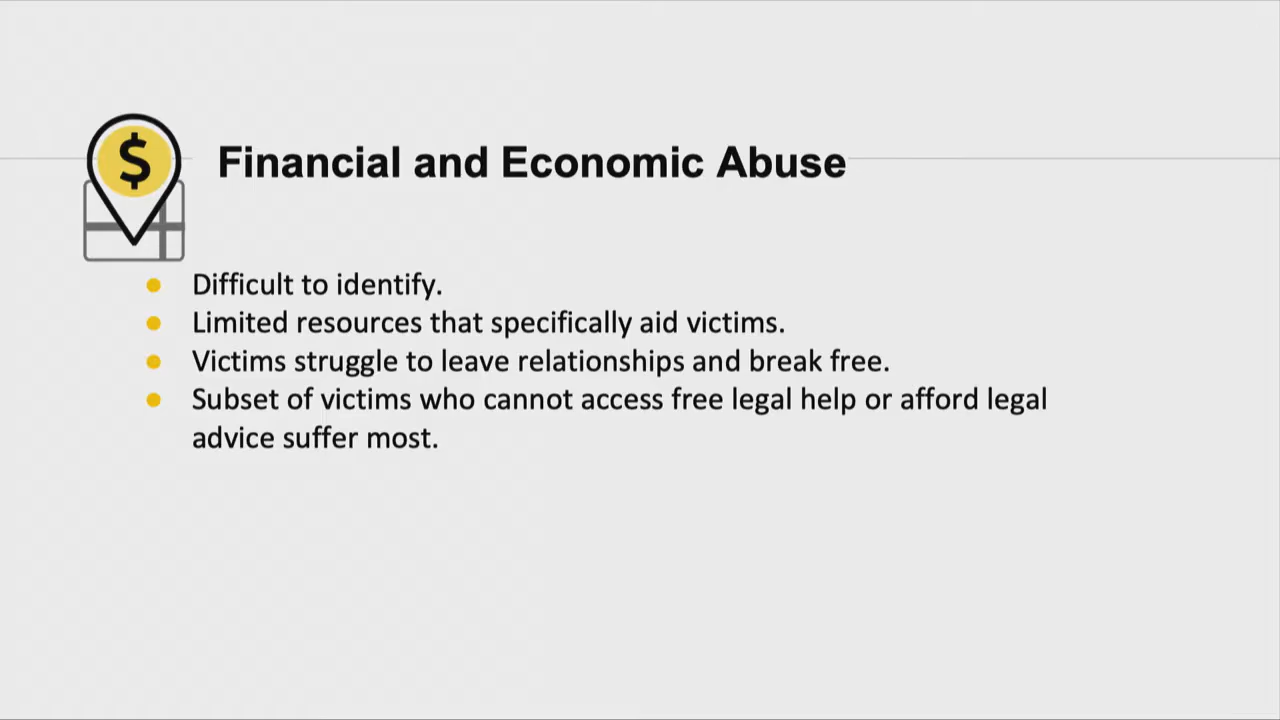 $
Financial and Economic Abuse
Difficult to identify.
Limited resources that specifically aid victims.
Victims struggle to leave relationships and break free.
Subset of victims who cannot access free legal help or afford legal
advice suffer most.